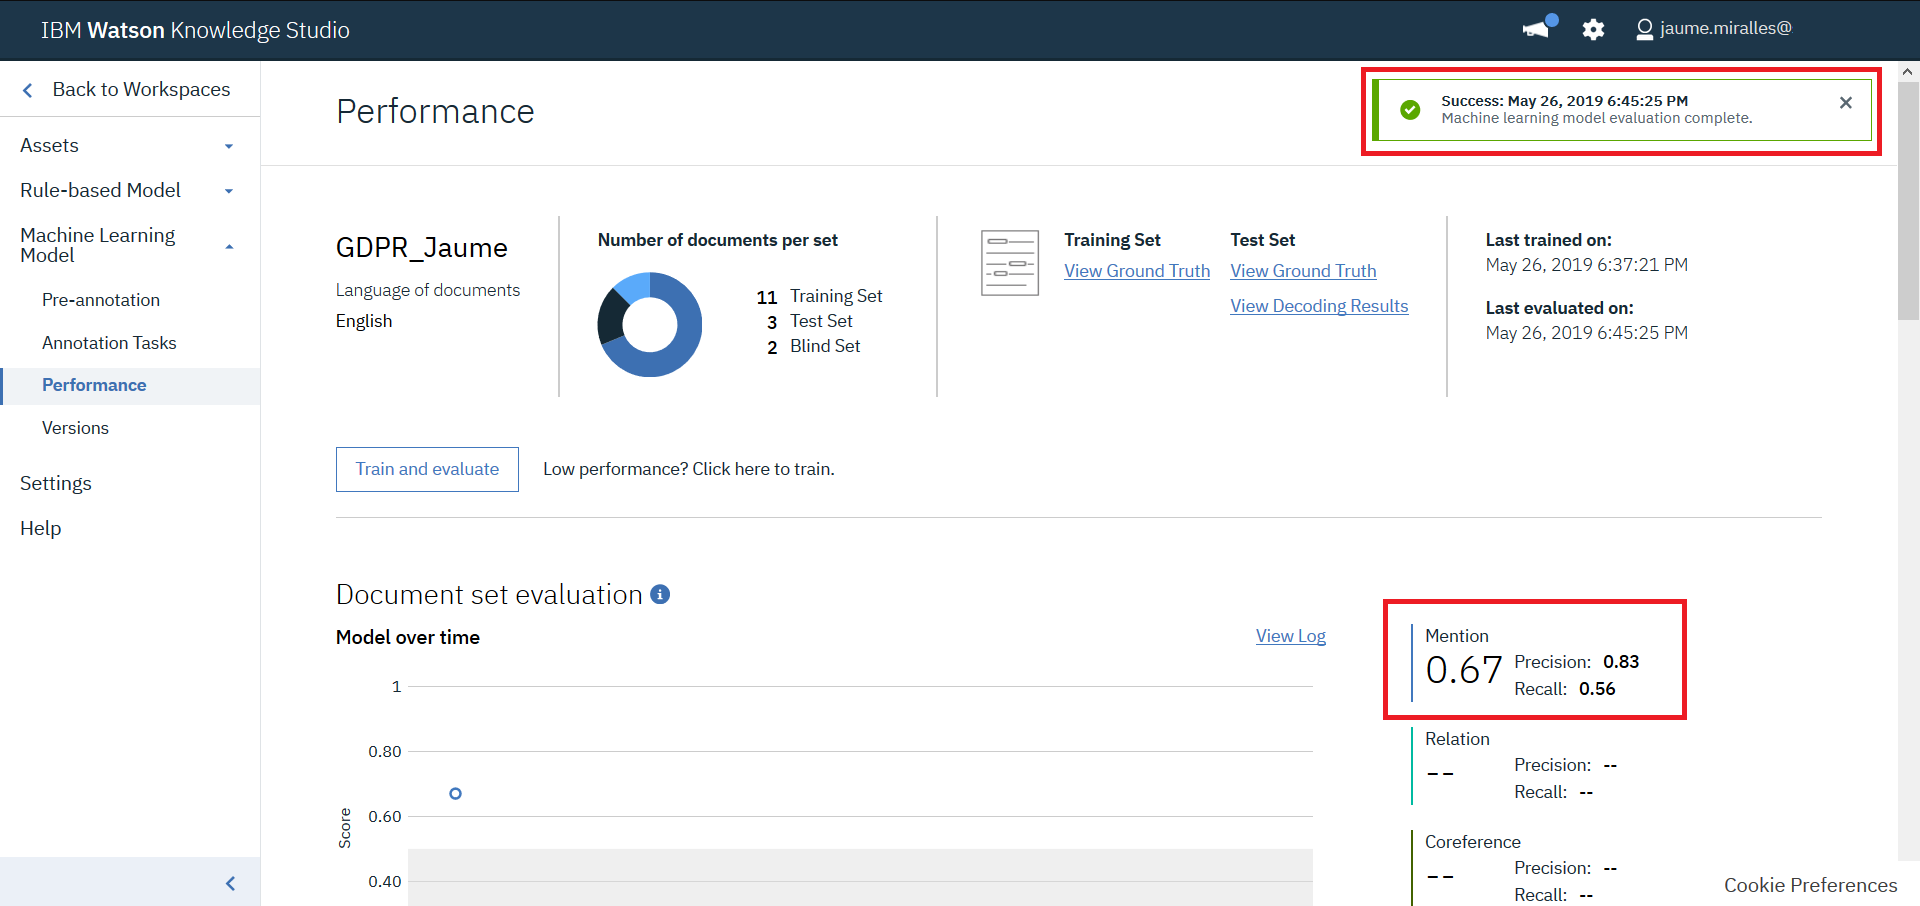 IBM Watson Knowledge Studio
jaume.miralles@
Back to Workspaces
Assets
Rule-based Model
Machine Learning
Model
Pre-annotation
Annotation Tasks
Performance
Versions
Settings
Help
Performance
Success: May 26, 2019 6:45:25 PM
Machine learning model evaluation complete.
GDPR_Jaume
Language of documents
English
Number of documents per set
11 Training Set
3 Test Set
2 Blind Set
Training Set
View Ground Truth
Test Set
View Ground Truth
View Decoding Results
Last trained on:
May 26, 2019 6:37:21 PM
Last evaluated on:
May 26, 2019 6:45:25 PM
Train and evaluate
Low performance? Click here to train.
Document set evaluation
Model over time
View Log
1
0.80
0.60
0.40
Score
Mention
0.67
Precision: 0.83
Recall: 0.56
Relation
--
Precision: --
Recall: --
Coreference
--
Precision: --
Recall: --
Cookie Preferences